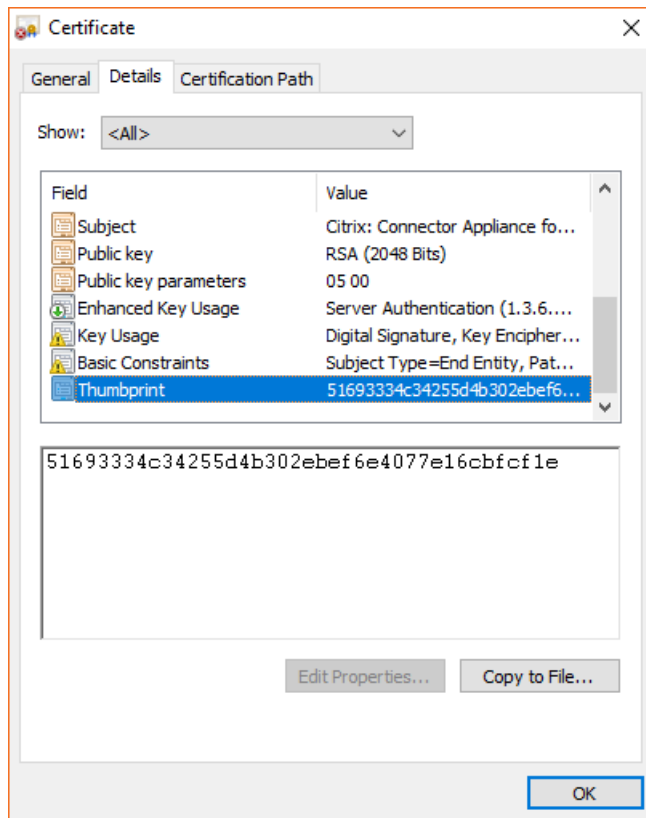 Certificate
General Details Certification Path
Show: <All>
Field Value
Subject Citrix: Connector Appliance fo...
Public key RSA (2048 Bits)
Public key parameters 05 00
Enhanced Key Usage Server Authentication (1.3.6....
Key Usage Digital Signature, Key Encipher...
Basic Constraints Subject Type=End Entity, Pat...
Thumbprint 51693334c34255d4b302ebef6...
51693334c34255d4b302ebef6e4077e16cbfcf1e
Edit Properties... Copy to File...
OK